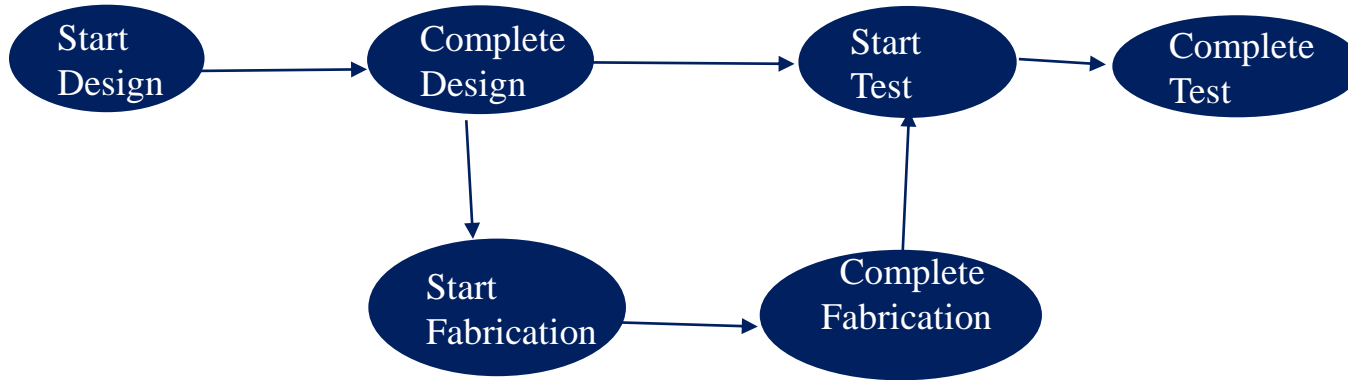 Start
Design
Complete
Design
Start
Test
Complete
Test
Start
Fabrication
Complete
Fabrication